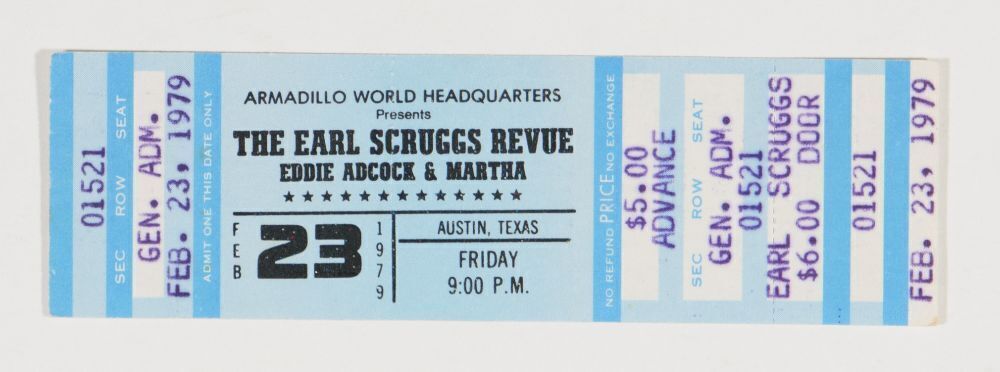 01521
SEC ROW SEAT
GEN. ADM.
FEB. 23, 1979
ADMIT ONE THIS DATE ONLY
ARMADILLO WORLD HEADQUARTERS
Presents
THE EARL SCRUGGS REVUE
EDDIE ADCOCK & MARTHA
★ ★ ★ ★ ★ ★ ★ ★ ★ ★ ★ ★ ★
FEB 23 1979
AUSTIN, TEXAS
FRIDAY
9:00 P.M.
NO REFUND PRICE NO EXCHANGE
$5.00
ADVANCE
SEC ROW SEAT
GEN. ADM.
01521
EARL SCRUGGS
$6.00 DOOR
01521
FEB. 23, 1979